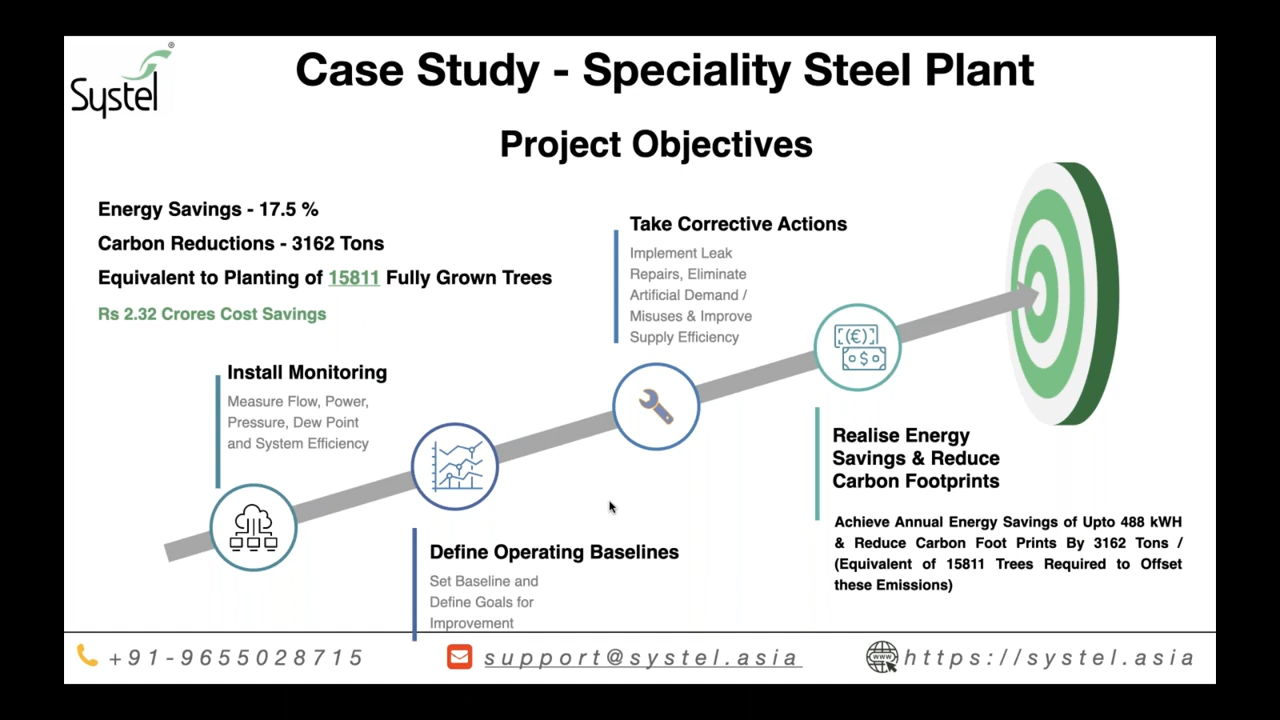 Systel
®
Case Study - Speciality Steel Plant
Project Objectives
Energy Savings - 17.5 %
Carbon Reductions - 3162 Tons
Equivalent to Planting of 15811 Fully Grown Trees
Rs 2.32 Crores Cost Savings
Install Monitoring
Measure Flow, Power,
Pressure, Dew Point
and System Efficiency
Define Operating Baselines
Set Baseline and
Define Goals for
Improvement
Take Corrective Actions
Implement Leak
Repairs, Eliminate
Artificial Demand /
Misuses & Improve
Supply Efficiency
(€)
$
Realise Energy
Savings & Reduce
Carbon Footprints
Achieve Annual Energy Savings of Upto 488 kWH
& Reduce Carbon Foot Prints By 3162 Tons /
(Equivalent of 15811 Trees Required to Offset
these Emissions)
+91-9655028715
support@systel.asia
www
https://systel.asia